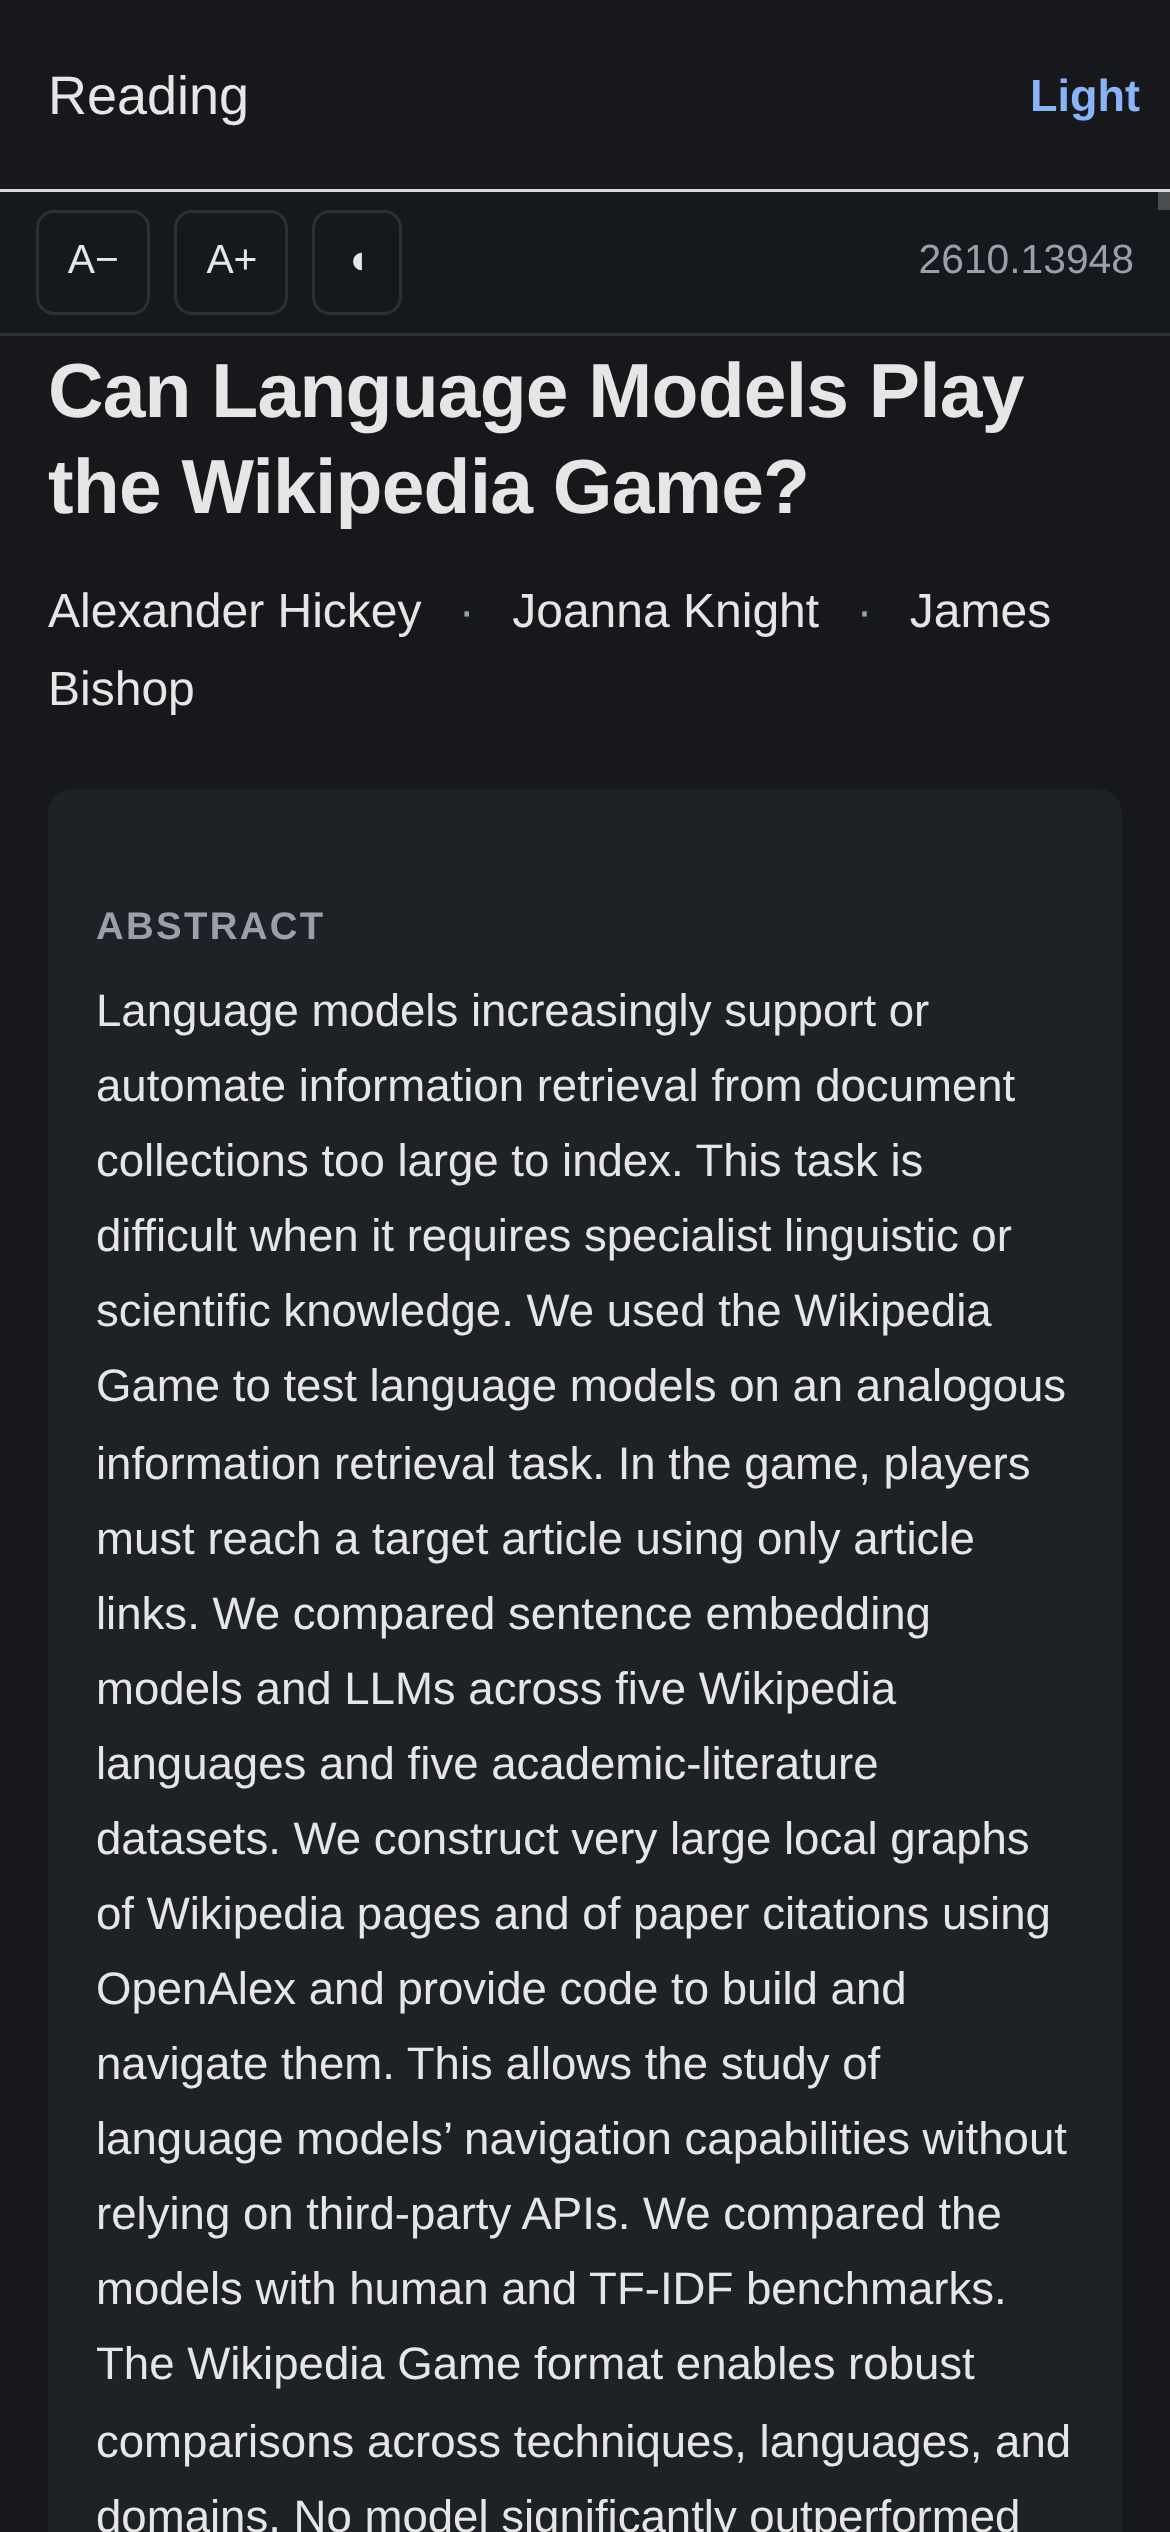 Reading
Light
A−
A+
2610.13948
Can Language Models Play
the Wikipedia Game?
Alexander Hickey · Joanna Knight · James
Bishop
ABSTRACT
Language models increasingly support or
automate information retrieval from document
collections too large to index. This task is
difficult when it requires specialist linguistic or
scientific knowledge. We used the Wikipedia
Game to test language models on an analogous
information retrieval task. In the game, players
must reach a target article using only article
links. We compared sentence embedding
models and LLMs across five Wikipedia
languages and five academic-literature
datasets. We construct very large local graphs
of Wikipedia pages and of paper citations using
OpenAlex and provide code to build and
navigate them. This allows the study of
language models’ navigation capabilities without
relying on third-party APIs. We compared the
models with human and TF-IDF benchmarks.
The Wikipedia Game format enables robust
comparisons across techniques, languages, and
domains. No model significantly outperformed